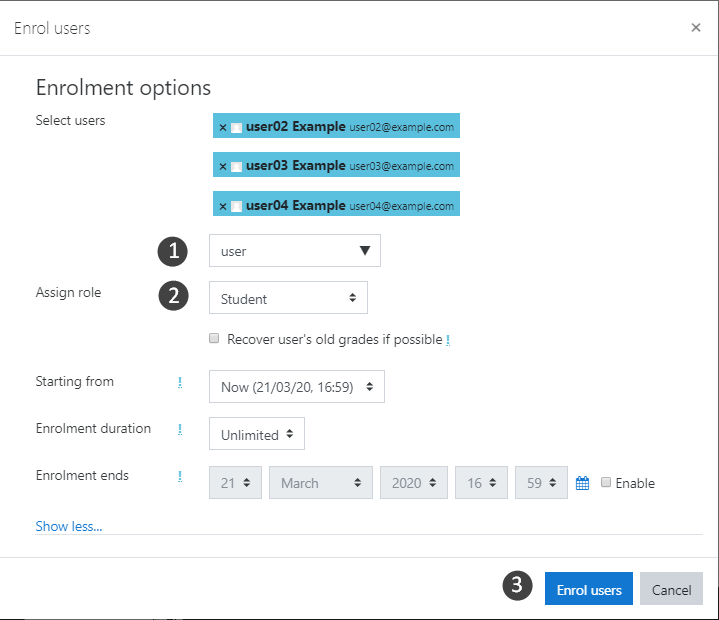 Enrol users ×
Enrolment options
Select users
× user02 Example user02@example.com
× user03 Example user03@example.com
× user04 Example user04@example.com
1 user ▼
Assign role 2 Student
Recover user's old grades if possible !
Starting from ! Now (21/03/20, 16:59)
Enrolment duration ! Unlimited
Enrolment ends ! 21 March 2020 16 59 Enable
Show less...
3 Enrol users Cancel